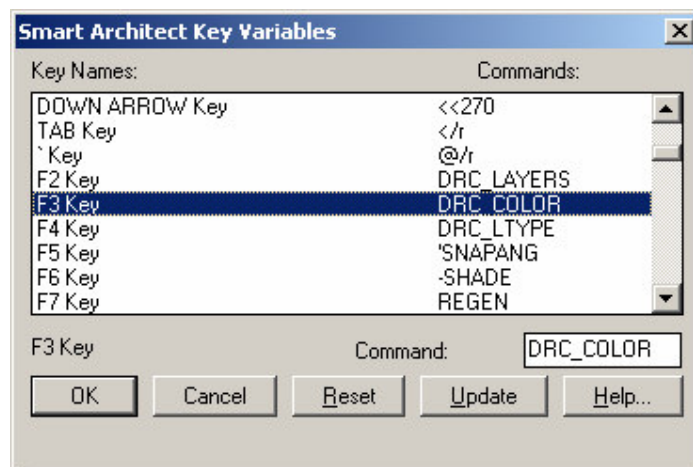 Smart Architect Key Variables
Key Names: Commands:
DOWN ARROW Key <<270
TAB Key </r
` Key @/r
F2 Key DRC_LAYERS
F3 Key DRC_COLOR
F4 Key DRC_LTYPE
F5 Key 'SNAPANG
F6 Key -SHADE
F7 Key REGEN
F3 Key Command: DRC_COLOR
OK Cancel Reset Update Help...